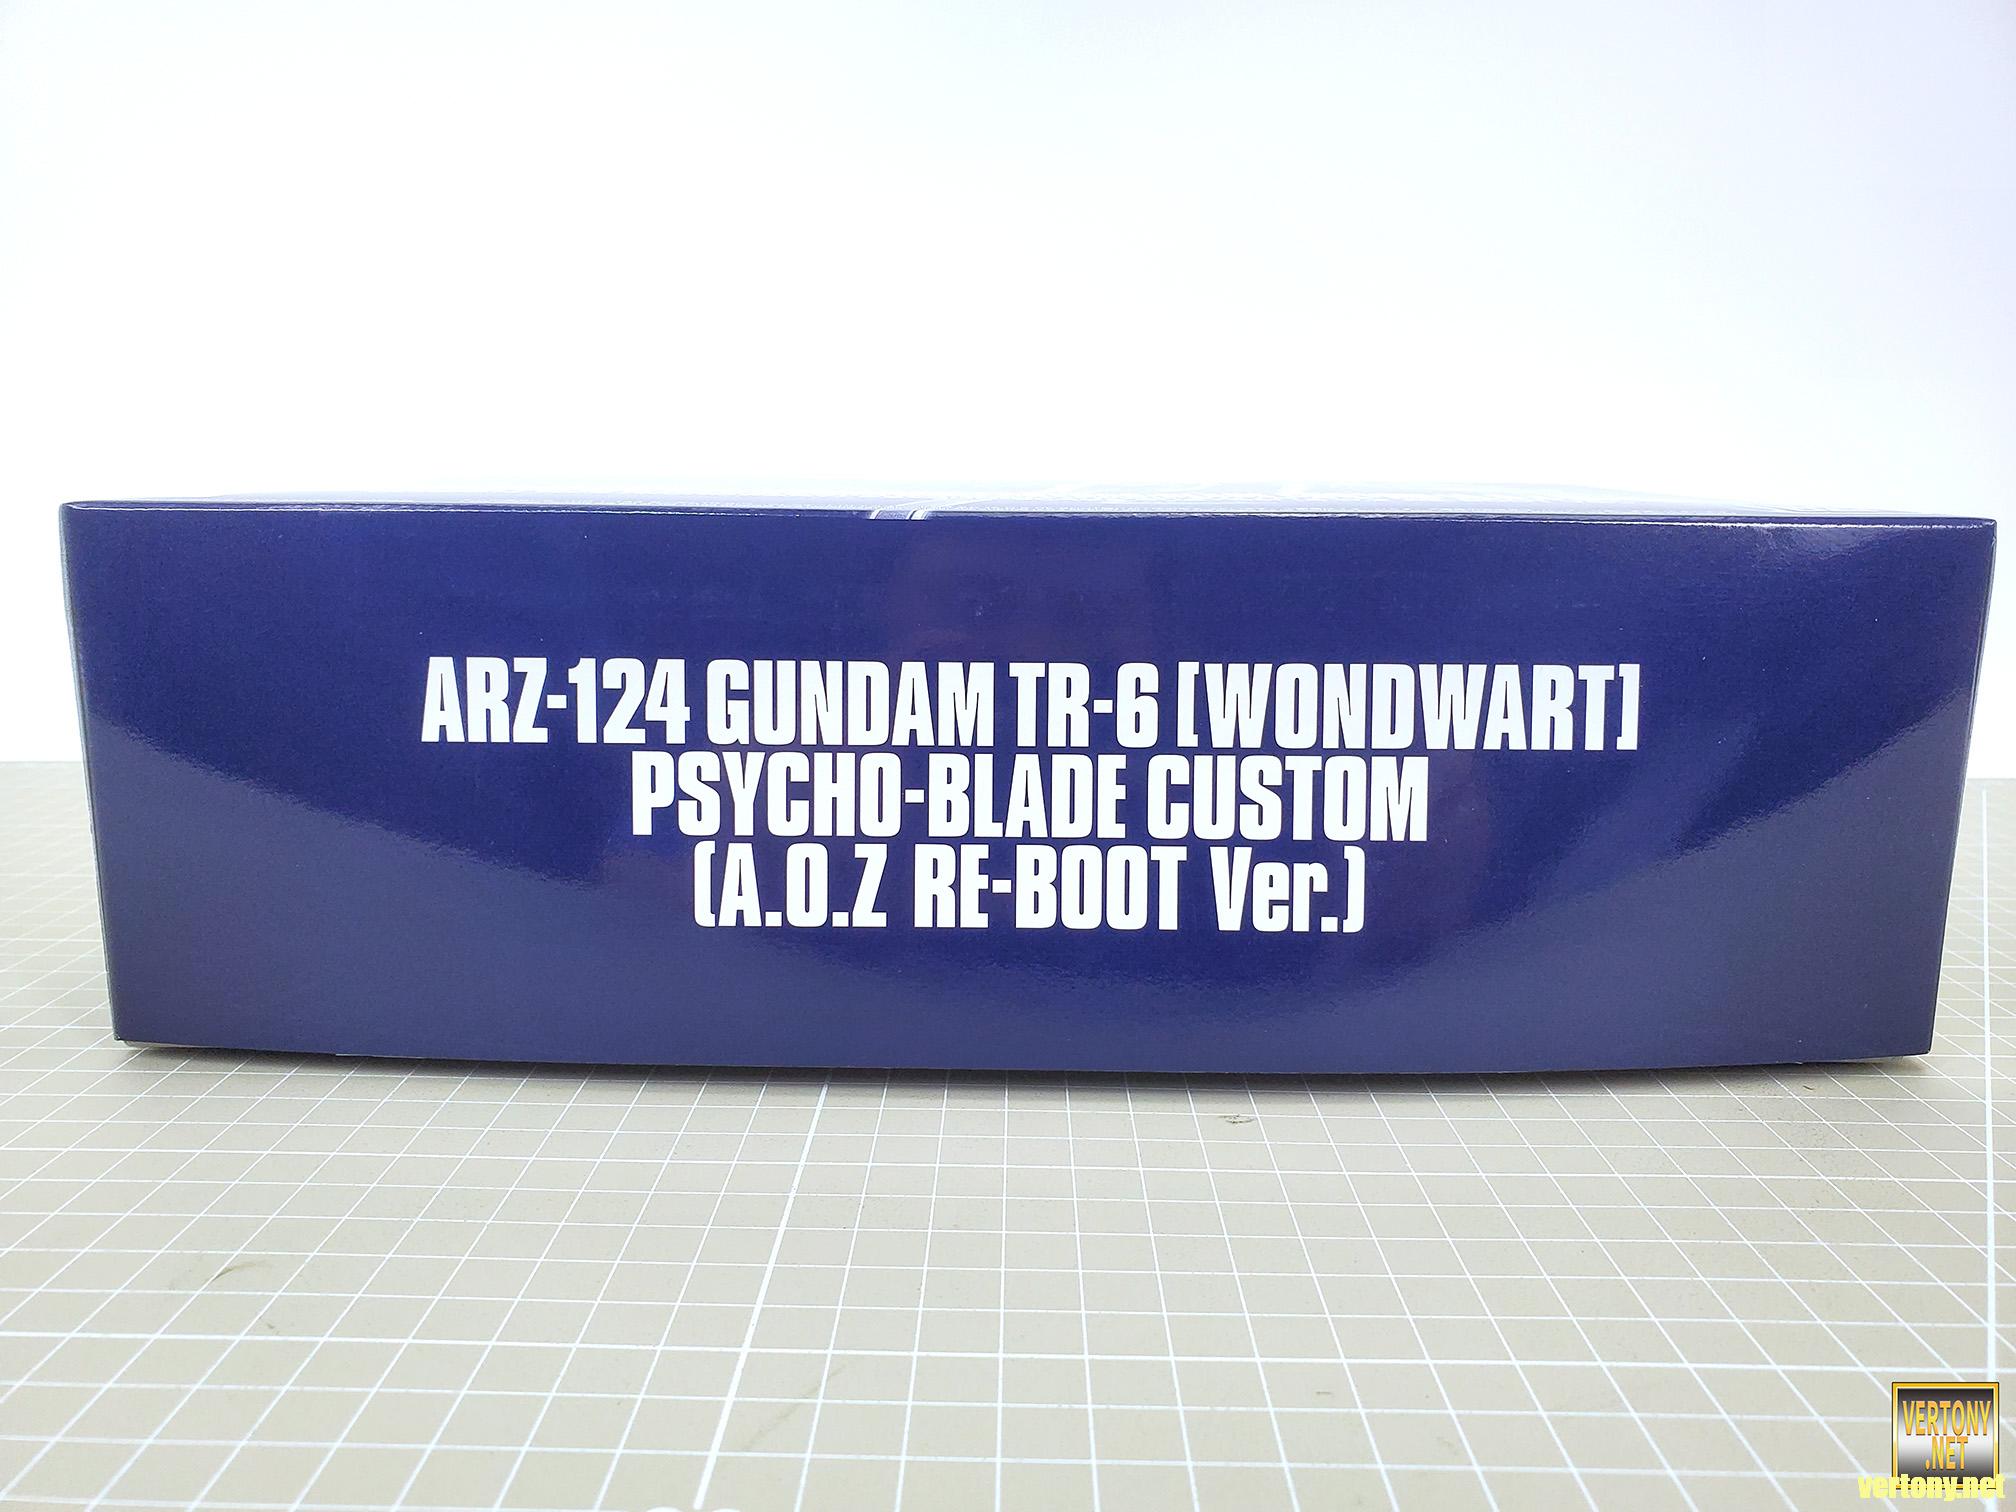 ARZ-124 GUNDAM TR-6 [WONDWART]
PSYCHO-BLADE CUSTOM
(A.O.Z RE-BOOT Ver.)
VERTONY
.NET
vertony.net